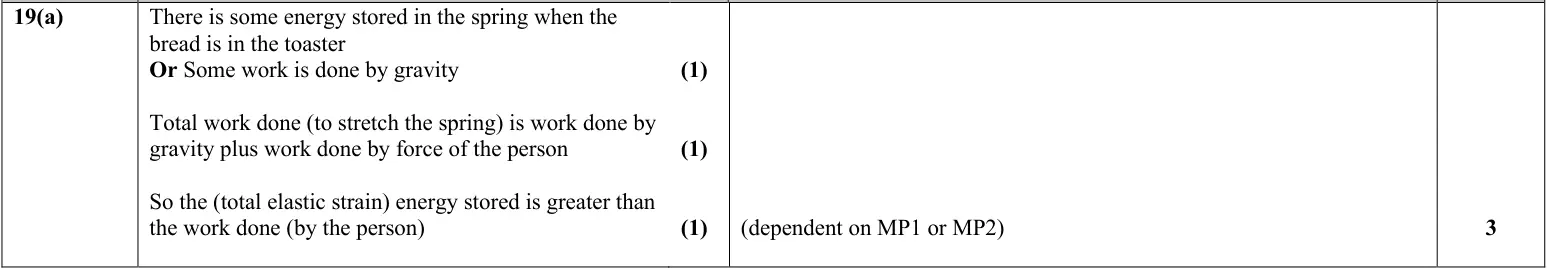 19(a)
There is some energy stored in the spring when the
bread is in the toaster
Or Some work is done by gravity (1)
Total work done (to stretch the spring) is work done by
gravity plus work done by force of the person (1)
So the (total elastic strain) energy stored is greater than
the work done (by the person) (1)
(dependent on MP1 or MP2)
3